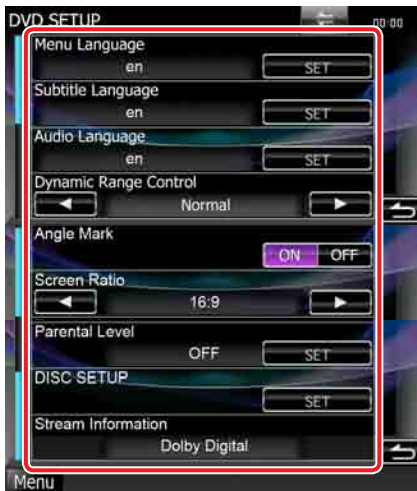 DVD SETUP
00:00
Menu Language
en SET
Subtitle Language
en SET
Audio Language
en SET
Dynamic Range Control
Normal
Angle Mark
ON OFF
Screen Ratio
16:9
Parental Level
OFF SET
DISC SETUP
SET
Stream Information
Dolby Digital
Menu